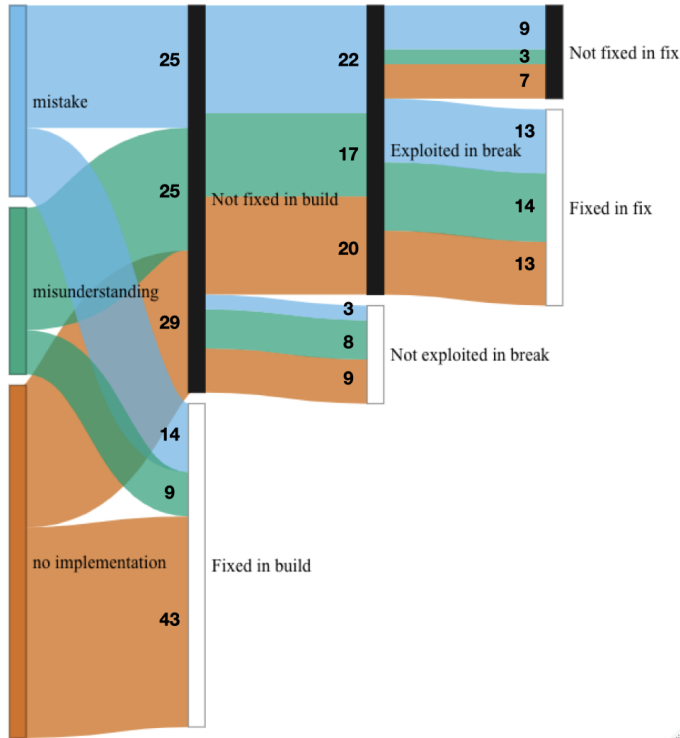 25
22
9
Not fixed in fix
3
7
mistake
13
Exploited in break
17
25
Not fixed in build
14
Fixed in fix
20
13
misunderstanding
29
3
8
Not exploited in break
9
14
9
no implementation
Fixed in build
43